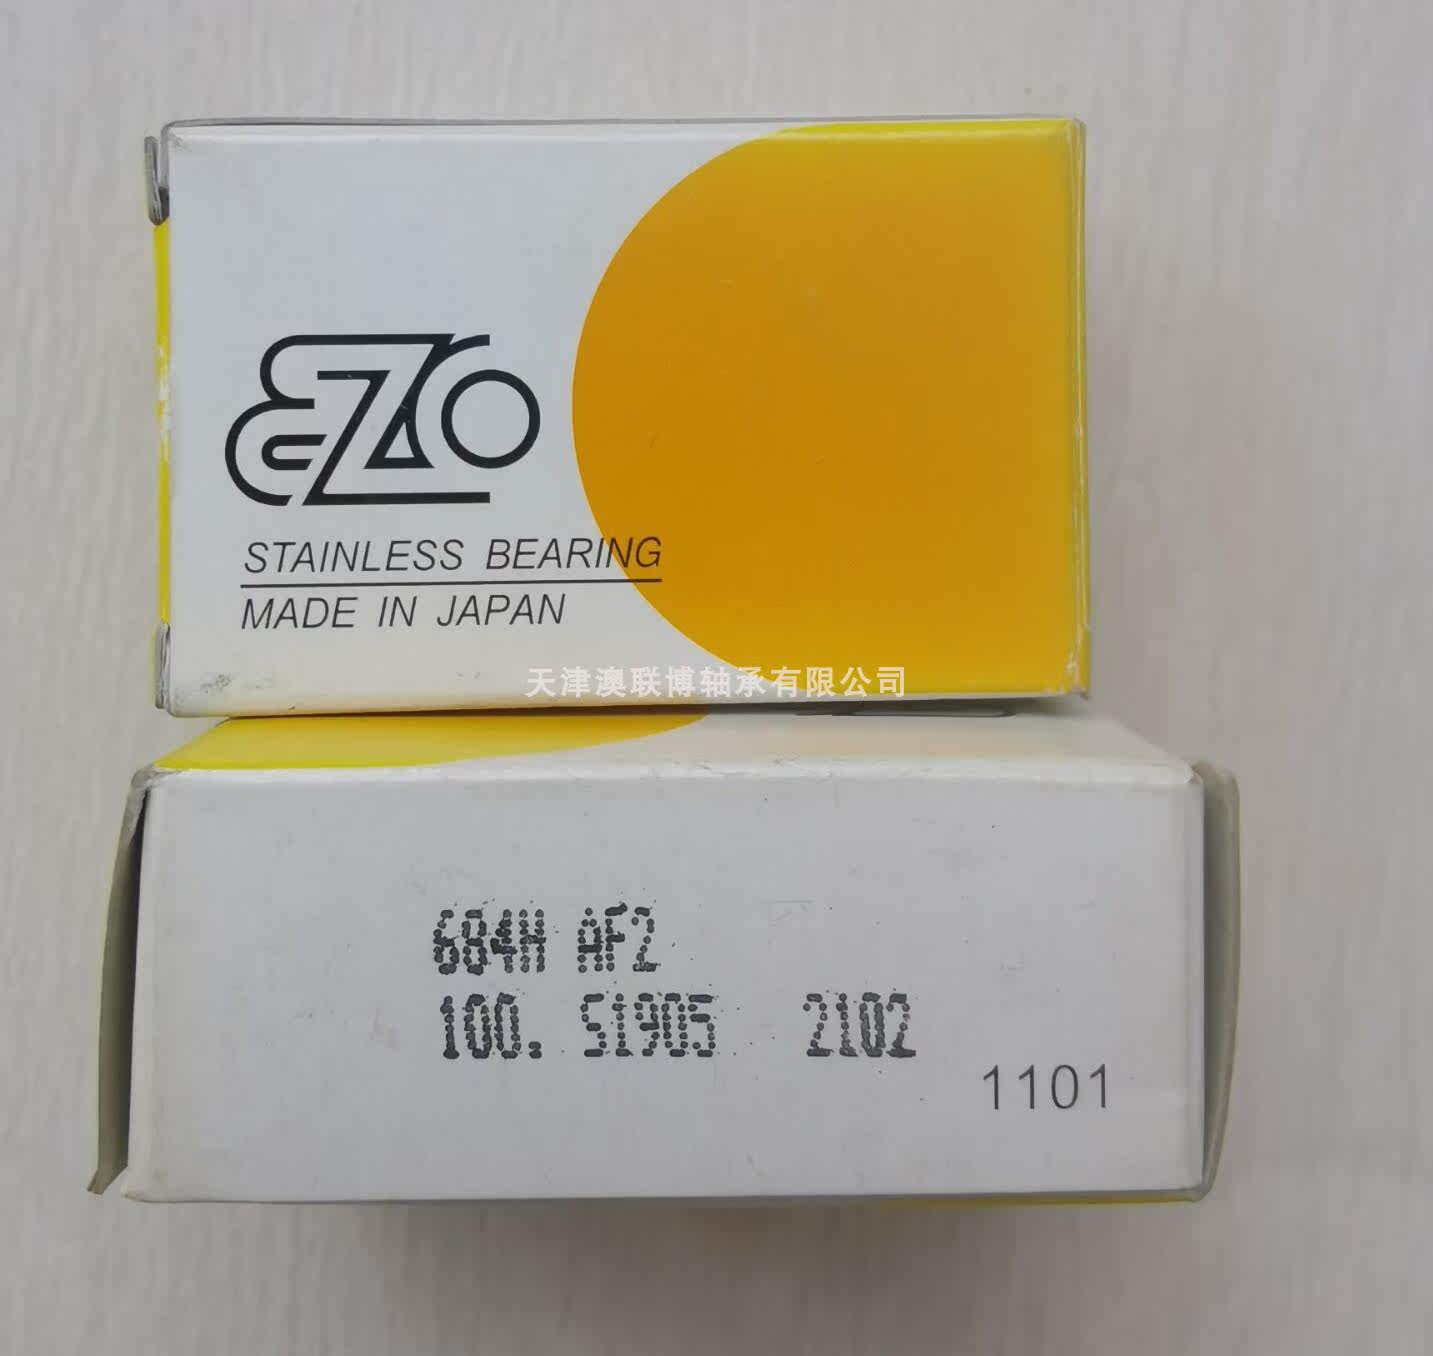 EZO
STAINLESS BEARING
MADE IN JAPAN
天津澳联博轴承有限公司
684H AF2
100. S1905 2102
1101